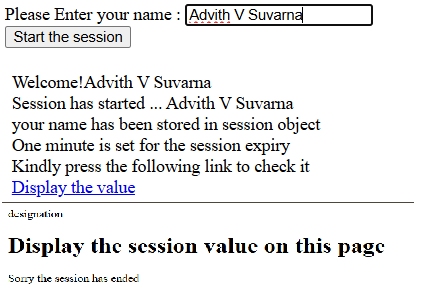 Please Enter your name : Advith V Suvarna
Start the session
Welcome!Advith V Suvarna
Session has started ... Advith V Suvarna
your name has been stored in session object
One minute is set for the session expiry
Kindly press the following link to check it
Display the value
designation
Display the session value on this page
Sorry the session has ended